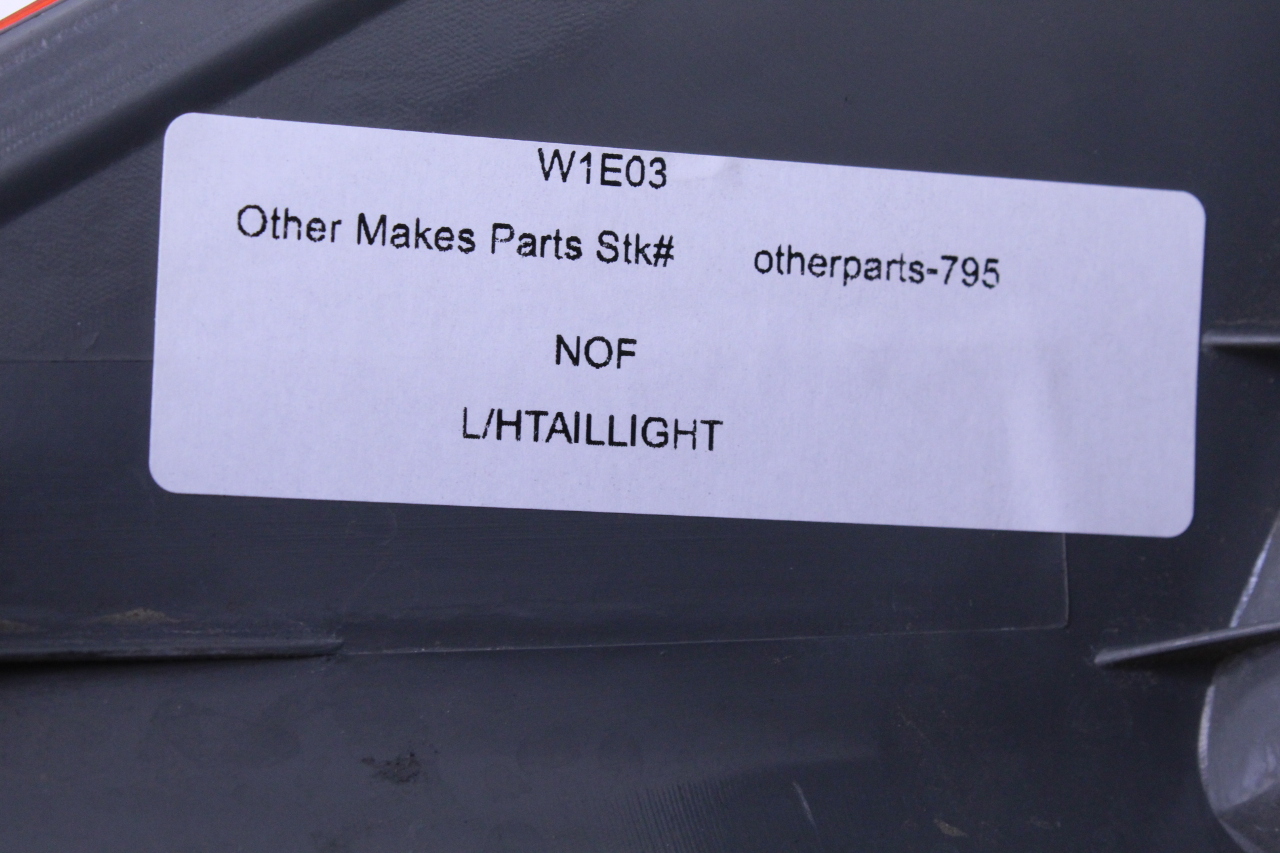 W1E03
Other Makes Parts Stk# otherparts-795
NOF
L/HTAILLIGHT